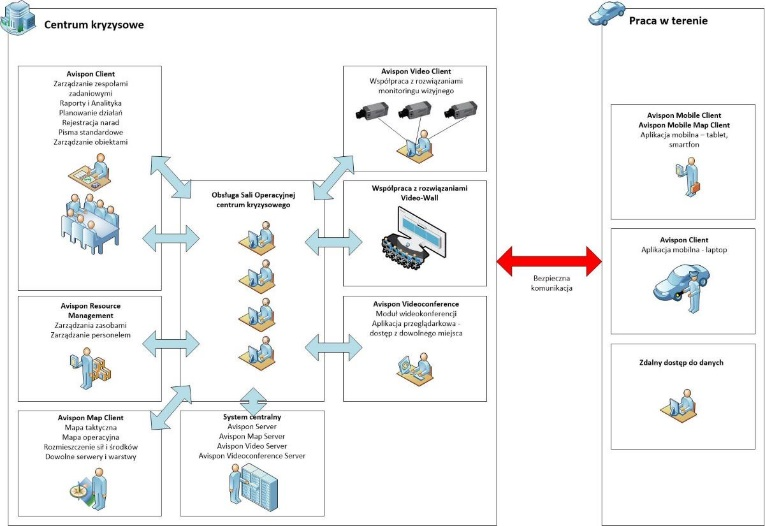 Centrum kryzysowe
Avispon Client
Zarządzanie zespołami
zadaniowymi
Raporty i Analityka
Planowanie działań
Rejestracja narad
Pisma standardowe
Zarządzanie obiektami
Avispon Resource
Management
Zarządzania zasobami
Zarządzanie personelem
Avispon Map Client
Mapa taktyczna
Mapa operacyjna
Rozmieszczenie sił i środków
Dowolne serwery i warstwy
Obsługa Sali Operacyjnej
centrum kryzysowego
System centralny
Avispon Server
Avispon Map Server
Avispon Video Server
Avispon Videoconference Server
Avispon Video Client
Współpraca z rozwiązaniami
monitoringu wizyjnego
Współpraca z rozwiązaniami
Video-Wall
Avispon Videoconference
Moduł wideokonferencji
Aplikacja przeglądarkowa -
dostęp z dowolnego miejsca
Bezpieczna
komunikacja
Praca w terenie
Avispon Mobile Client
Avispon Mobile Map Client
Aplikacja mobilna – tablet,
smartfon
Avispon Client
Aplikacja mobilna - laptop
Zdalny dostęp do danych